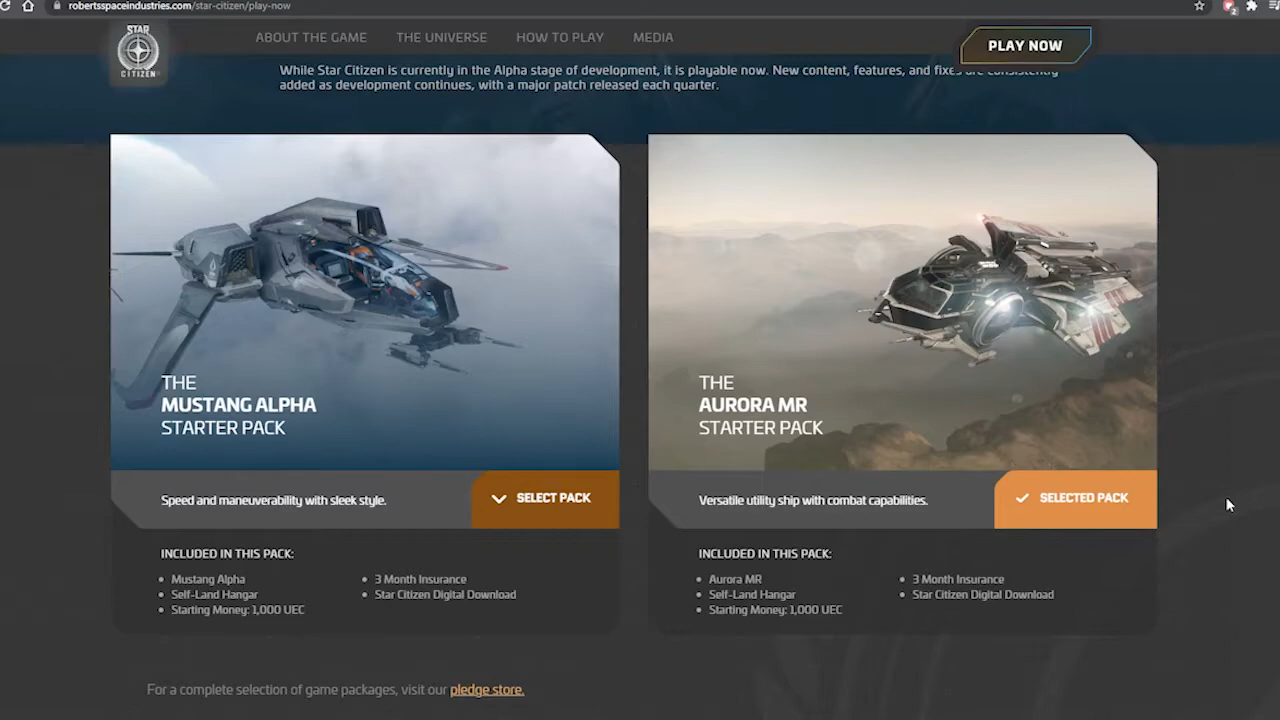 robertsspaceindustries.com/star-citizen/play-now
2
STAR
CITIZEN
ABOUT THE GAME
THE UNIVERSE
HOW TO PLAY
MEDIA
PLAY NOW
While Star Citizen is currently in the Alpha stage of development, it is playable now. New content, features, and fixes are consistently
added as development continues, with a major patch released each quarter.
THE
MUSTANG ALPHA
STARTER PACK
Speed and maneuverability with sleek style.
SELECT PACK
INCLUDED IN THIS PACK:
Mustang Alpha
Self-Land Hangar
Starting Money: 1,000 UEC
3 Month Insurance
Star Citizen Digital Download
THE
AURORA MR
STARTER PACK
Versatile utility ship with combat capabilities.
SELECTED PACK
INCLUDED IN THIS PACK:
Aurora MR
Self-Land Hangar
Starting Money: 1,000 UEC
3 Month Insurance
Star Citizen Digital Download
For a complete selection of game packages, visit our pledge store.